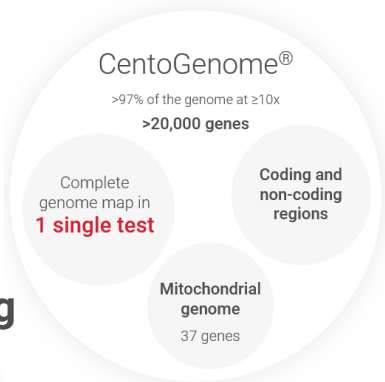 CentoGenome®
>97% of the genome at ≥10x
>20,000 genes
Complete
genome map in
1 single test
Coding and
non-coding
regions
Mitochondrial
genome
37 genes
g